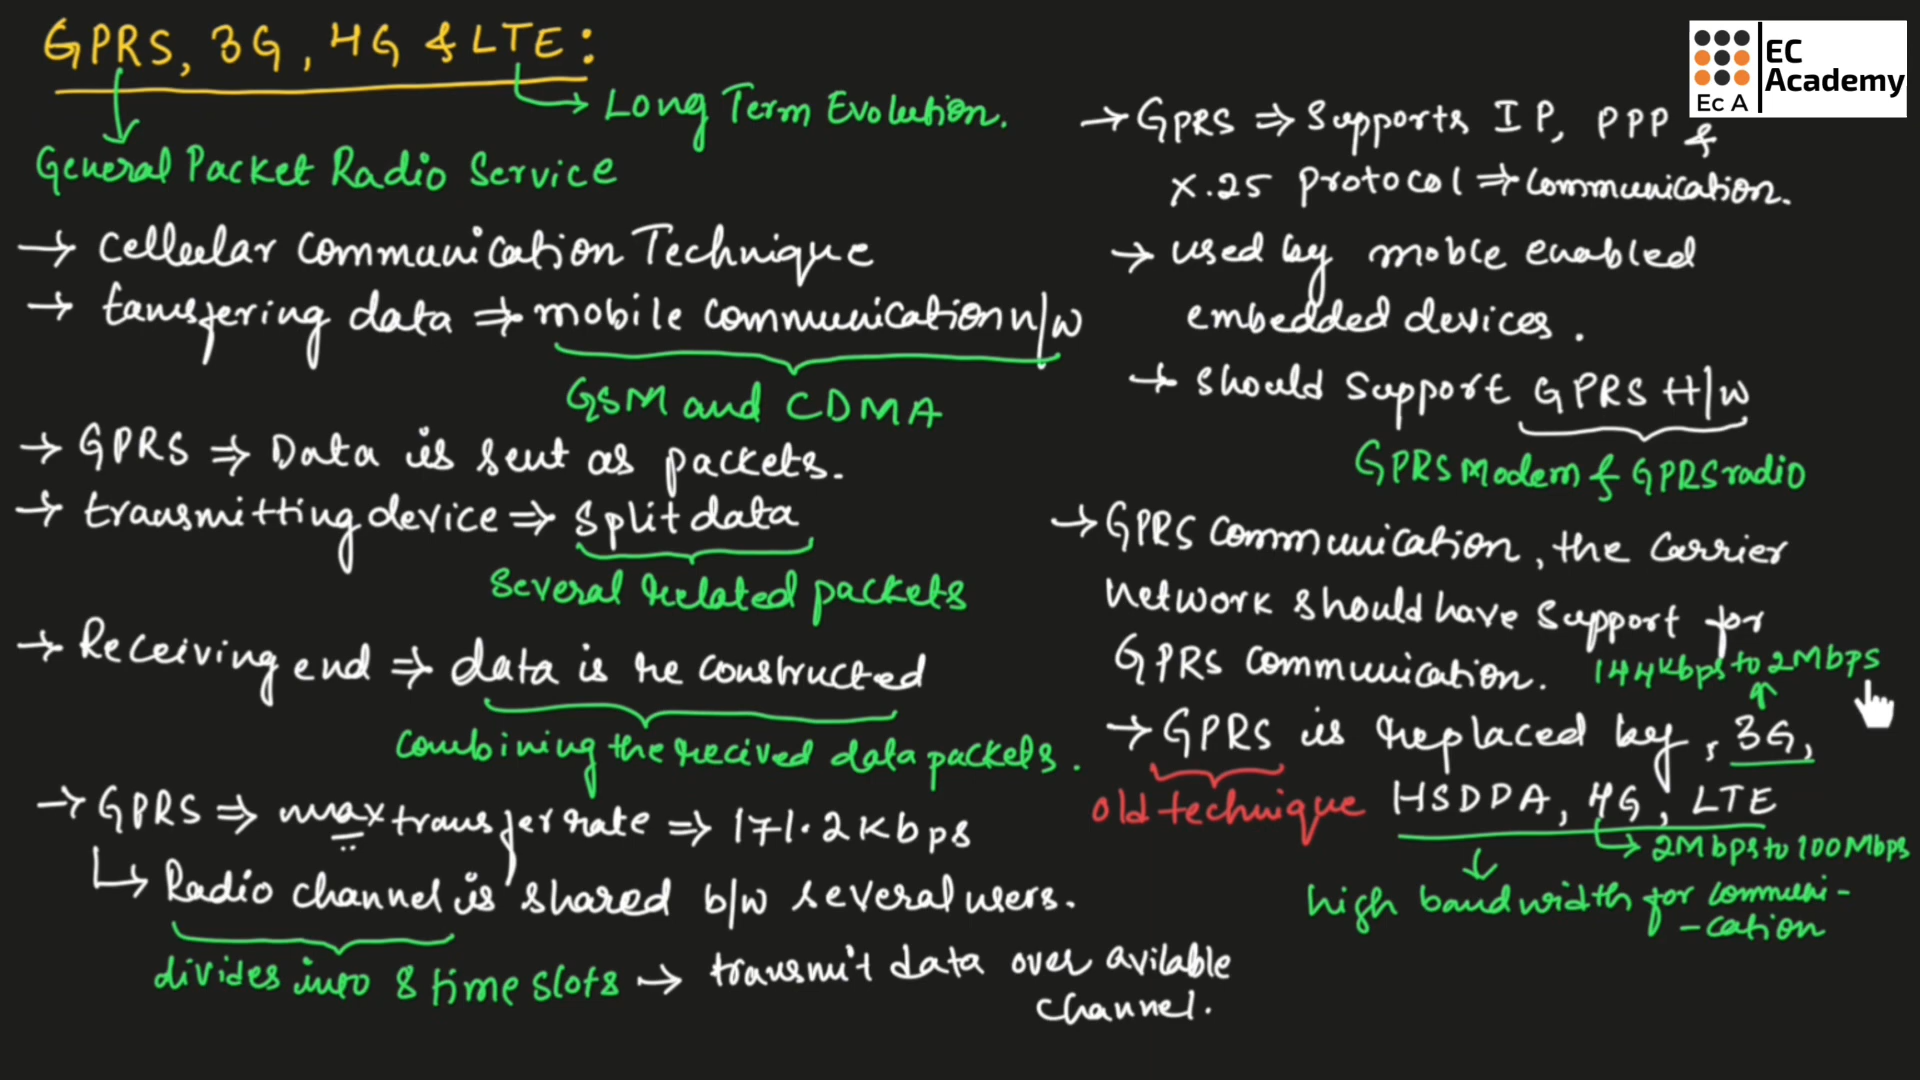 GPRS, 3G, 4G & LTE:
→ Long Term Evolution.
General Packet Radio Service
→ Cellular Communication Technique
→ tansfering data ⇒ mobile Communication n/w
GSM and CDMA
→ GPRS ⇒ Data is sent as packets.
→ transmitting device ⇒ split data
Several related packets
→ Receiving end ⇒ data is re constructed
Combining the recived data packets.
→ GPRS ⇒ max transfer rate ⇒ 171.2Kbps
↳ Radio channel is shared b/w several users.
divides into 8 time slots → transmit data over avilable
channel.
EC
Academy
Ec A
→ GPRS ⇒ Supports IP, PPP &
X.25 protocol ⇒ Communication.
→ used by moble enabled
embedded devices.
→ Should Support GPRS H/W
GPRS Modem & GPRS radio
→ GPRS Communication, the Carrier
network should have Support for
GPRS Communication. 144Kbps to 2Mbps
→ GPRS is replaced by, 3G,
old technique HSDPA, 4G, LTE
→ 2Mbps to 100Mbps
high bandwidth for communi-
-cation